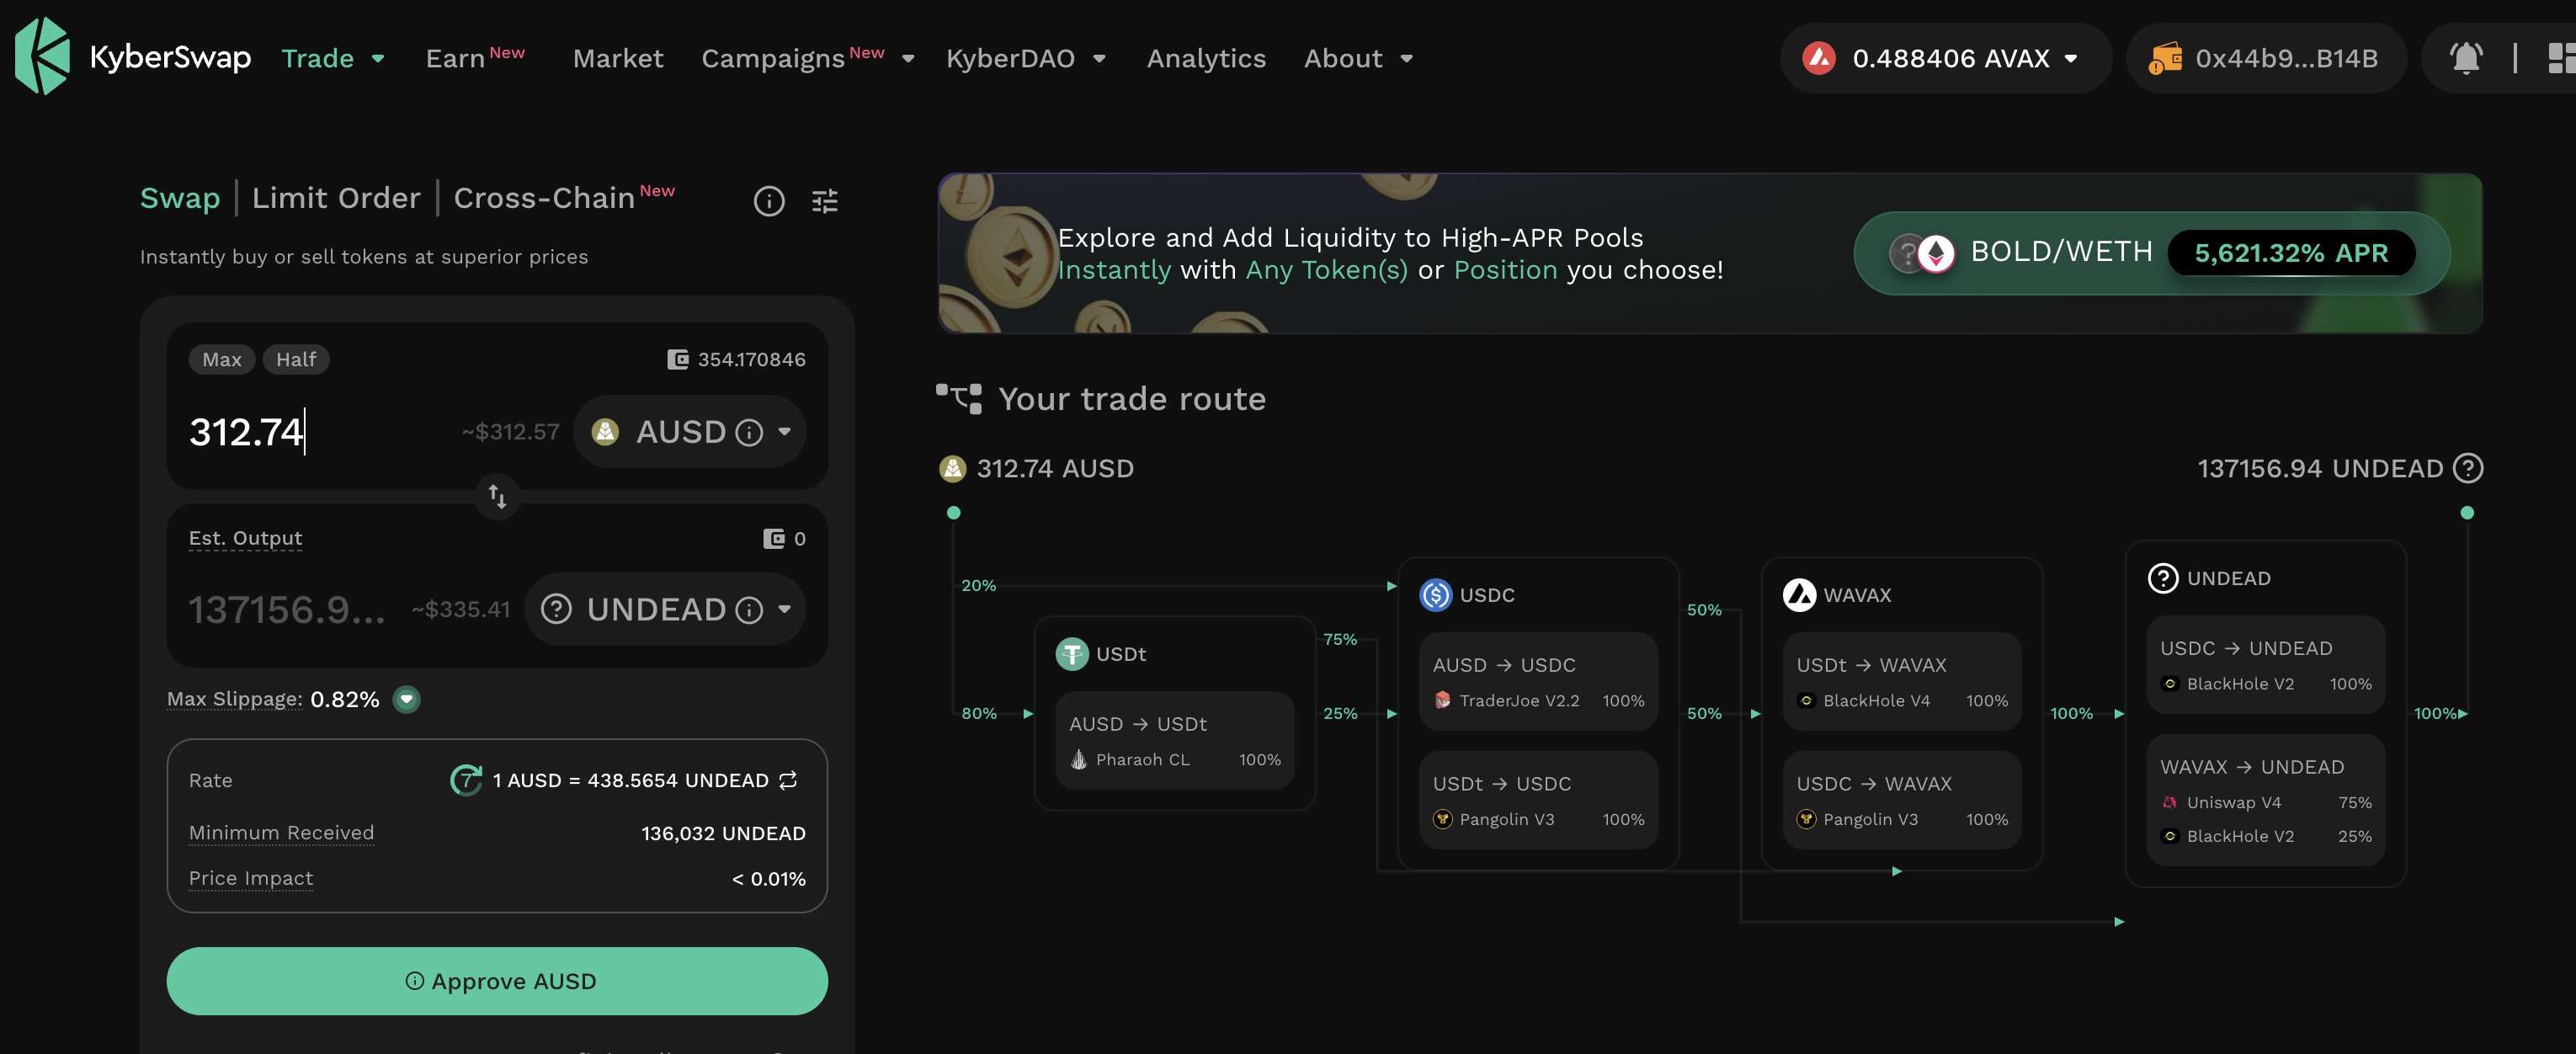 KyberSwap
Trade
Earn New
Market
Campaigns New
KyberDAO
Analytics
About
0.488406 AVAX
0x44b9...B14B
Swap | Limit Order | Cross-Chain New
Instantly buy or sell tokens at superior prices
Max Half 354.170846
312.74 ~$312.57 AUSD
Est. Output 0
137156.9... ~$335.41 UNDEAD
Max Slippage: 0.82%
Rate 7 1 AUSD = 438.5654 UNDEAD
Minimum Received 136,032 UNDEAD
Price Impact < 0.01%
Approve AUSD
Explore and Add Liquidity to High-APR Pools
Instantly with Any Token(s) or Position you choose!
BOLD/WETH 5,621.32% APR
Your trade route
312.74 AUSD
137156.94 UNDEAD
20%
80%
USDt
AUSD → USDt
Pharaoh CL 100%
75%
25%
USDC
AUSD → USDC
TraderJoe V2.2 100%
USDt → USDC
Pangolin V3 100%
50%
50%
WAVAX
USDt → WAVAX
BlackHole V4 100%
USDC → WAVAX
Pangolin V3 100%
100%
UNDEAD
USDC → UNDEAD
BlackHole V2 100%
WAVAX → UNDEAD
Uniswap V4 75%
BlackHole V2 25%
100%